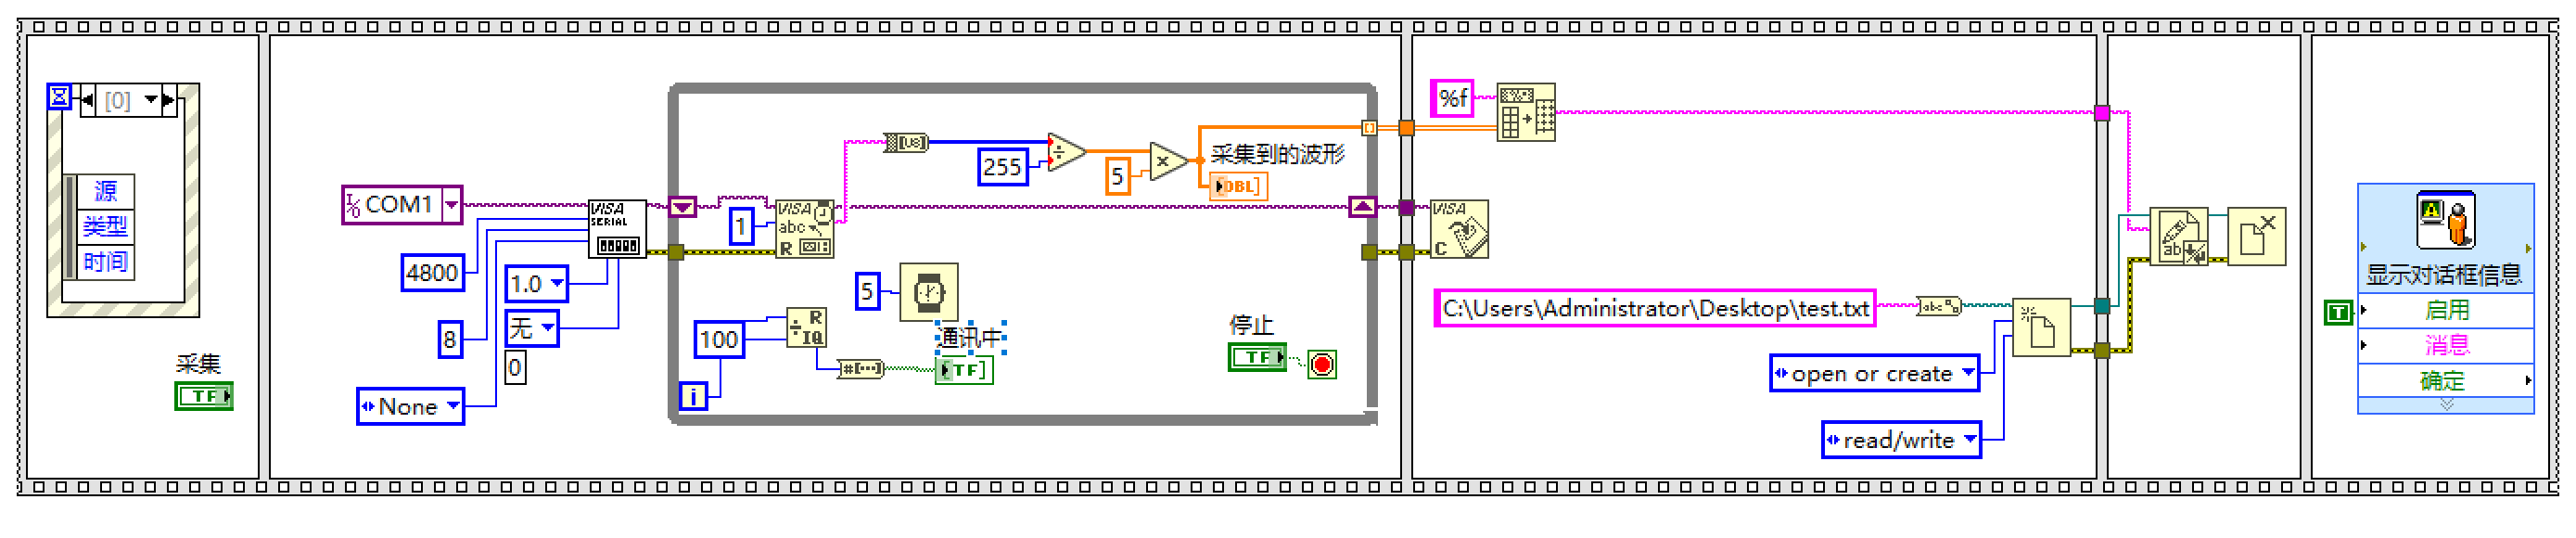 [0]
源
类型
时间
采集
TF
I/O COM1
4800
8
None
1.0
无
0
VISA
SERIAL
1
VISA
abc
R
[U8]
255
÷
5
×
采集到的波形
DBL]
5
100
i
÷ R
IQ
#[...]
通讯中
[TF]
停止
TF
%f
VISA
C
C:\Users\Administrator\Desktop\test.txt
abc
open or create
read/write
ab
A
显示对话框信息
T
启用
消息
确定